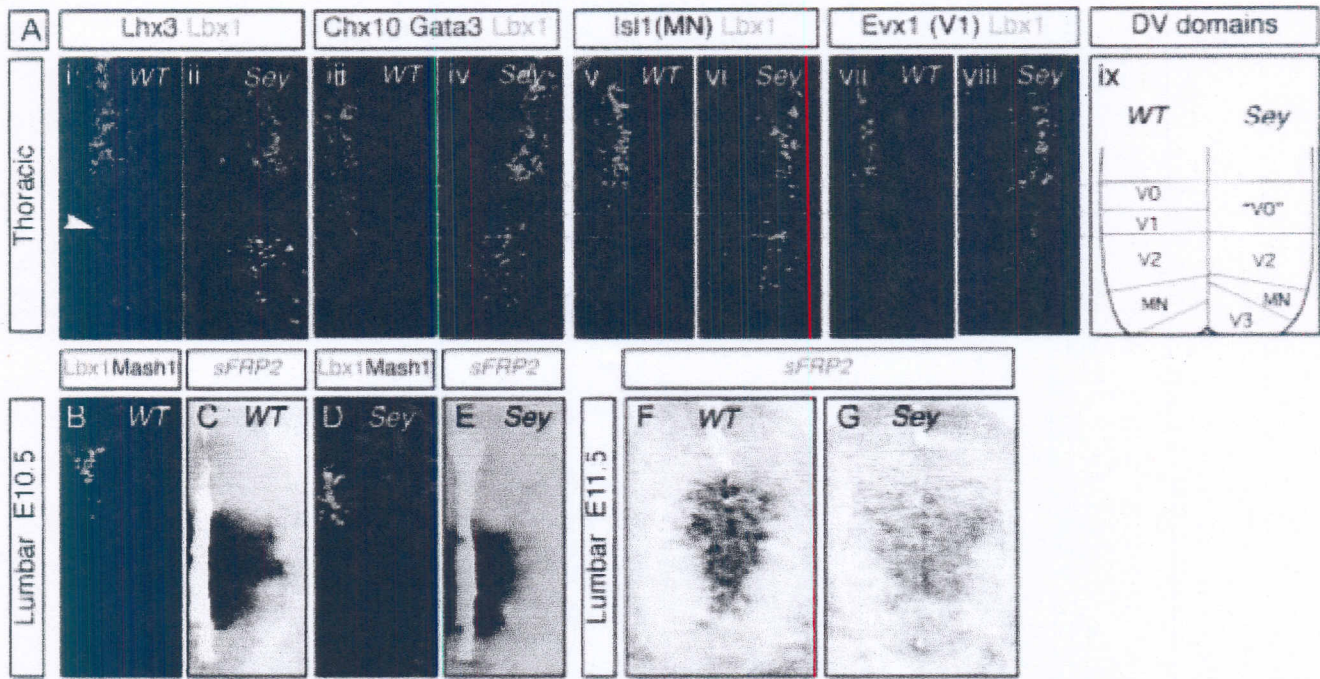 A
Lhx3 Lbx1
Chx10 Gata3 Lbx1
Isl1(MN) Lbx1
Evx1 (V1) Lbx1
DV domains
Thoracic
i WT
ii Sey
iii WT
iv Sey
v WT
vi Sey
vii WT
viii Sey
ix
WT Sey
V0
"V0"
V1
V2 V2
MN MN
V3
Lbx1 Mash1
sFRP2
Lbx1 Mash1
sFRP2
sFRP2
Lumbar E10.5
B WT
C WT
D Sey
E Sey
Lumbar E11.5
F WT
G Sey